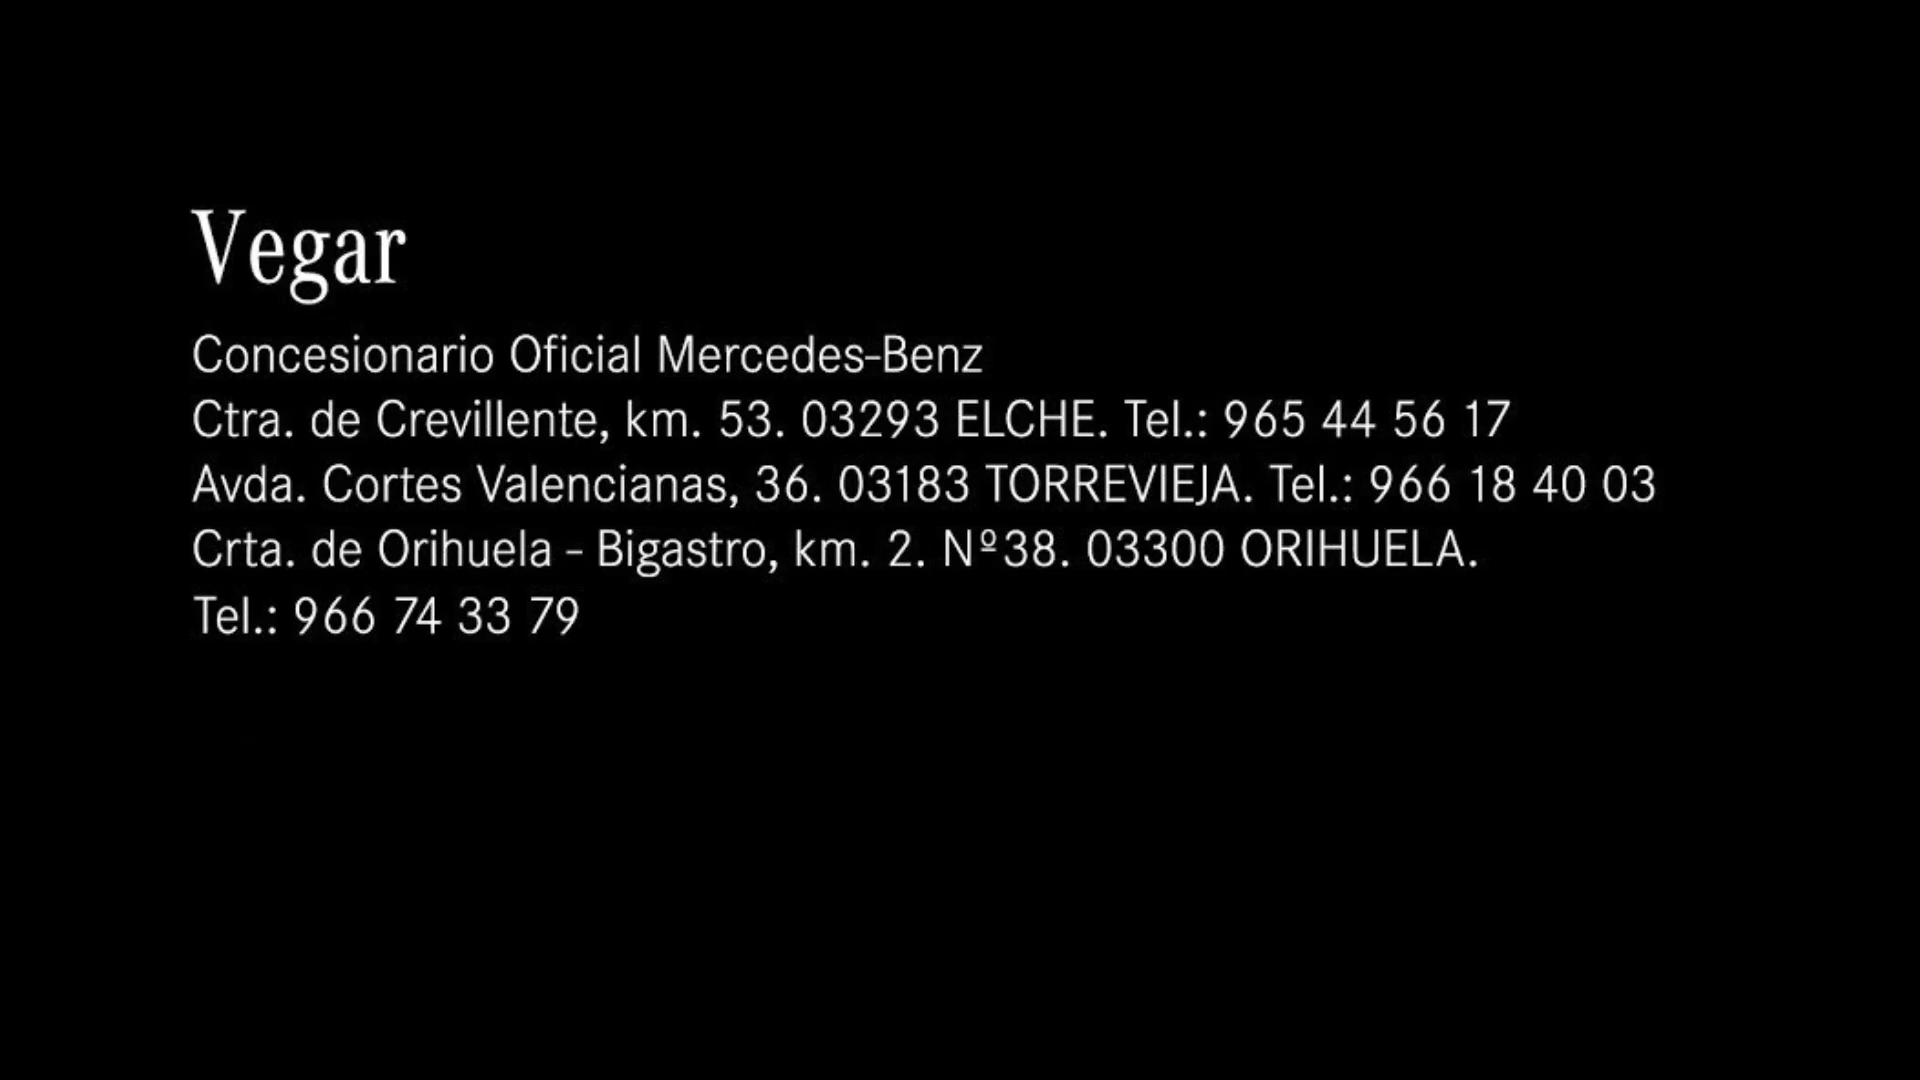 Vegar
Concesionario Oficial Mercedes-Benz
Ctra. de Crevillente, km. 53. 03293 ELCHE. Tel.: 965 44 56 17
Avda. Cortes Valencianas, 36. 03183 TORREVIEJA. Tel.: 966 18 40 03
Crta. de Orihuela - Bigastro, km. 2. Nº38. 03300 ORIHUELA.
Tel.: 966 74 33 79